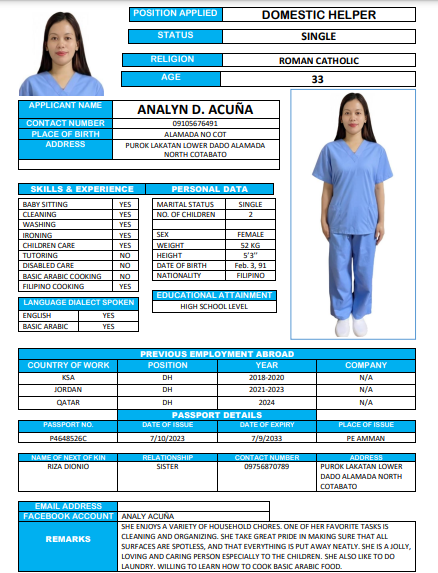 POSITION APPLIED DOMESTIC HELPER
STATUS SINGLE
RELIGION ROMAN CATHOLIC
AGE 33
APPLICANT NAME ANALYN D. ACUÑA
CONTACT NUMBER 09105676491
PLACE OF BIRTH ALAMADA NO COT
ADDRESS PUROK LAKATAN LOWER DADO ALAMADA
NORTH COTABATO
SKILLS & EXPERIENCE
BABY SITTING YES
CLEANING YES
WASHING YES
IRONING YES
CHILDREN CARE YES
TUTORING NO
DISABLED CARE NO
BASIC ARABIC COOKING NO
FILIPINO COOKING YES
LANGUAGE DIALECT SPOKEN
ENGLISH YES
BASIC ARABIC YES
PERSONAL DATA
MARITAL STATUS SINGLE
NO. OF CHILDREN 2
SEX FEMALE
WEIGHT 52 KG
HEIGHT 5'3''
DATE OF BIRTH Feb. 3, 91
NATIONALITY FILIPINO
EDUCATIONAL ATTAINMENT
HIGH SCHOOL LEVEL
PREVIOUS EMPLOYMENT ABROAD
COUNTRY OF WORK POSITION YEAR COMPANY
KSA DH 2018-2020 N/A
JORDAN DH 2021-2023 N/A
QATAR DH 2024 N/A
PASSPORT DETAILS
PASSPORT NO. DATE OF ISSUE DATE OF EXPIRY PLACE OF ISSUE
P4648526C 7/10/2023 7/9/2033 PE AMMAN
NAME OF NEXT OF KIN RELATIONSHIP CONTACT NUMBER ADDRESS
RIZA DIONIO SISTER 09756870789 PUROK LAKATAN LOWER
DADO ALAMADA NORTH
COTABATO
EMAIL ADDRESS
FACEBOOK ACCOUNT ANALY ACUÑA
REMARKS
SHE ENJOYS A VARIETY OF HOUSEHOLD CHORES. ONE OF HER FAVORITE TASKS IS
CLEANING AND ORGANIZING. SHE TAKE GREAT PRIDE IN MAKING SURE THAT ALL
SURFACES ARE SPOTLESS, AND THAT EVERYTHING IS PUT AWAY NEATLY. SHE IS A JOLLY,
LOVING AND CARING PERSON ESPECIALLY TO THE CHILDREN. SHE ALSO LIKE TO DO
LAUNDRY. WILLING TO LEARN HOW TO COOK BASIC ARABIC FOOD.